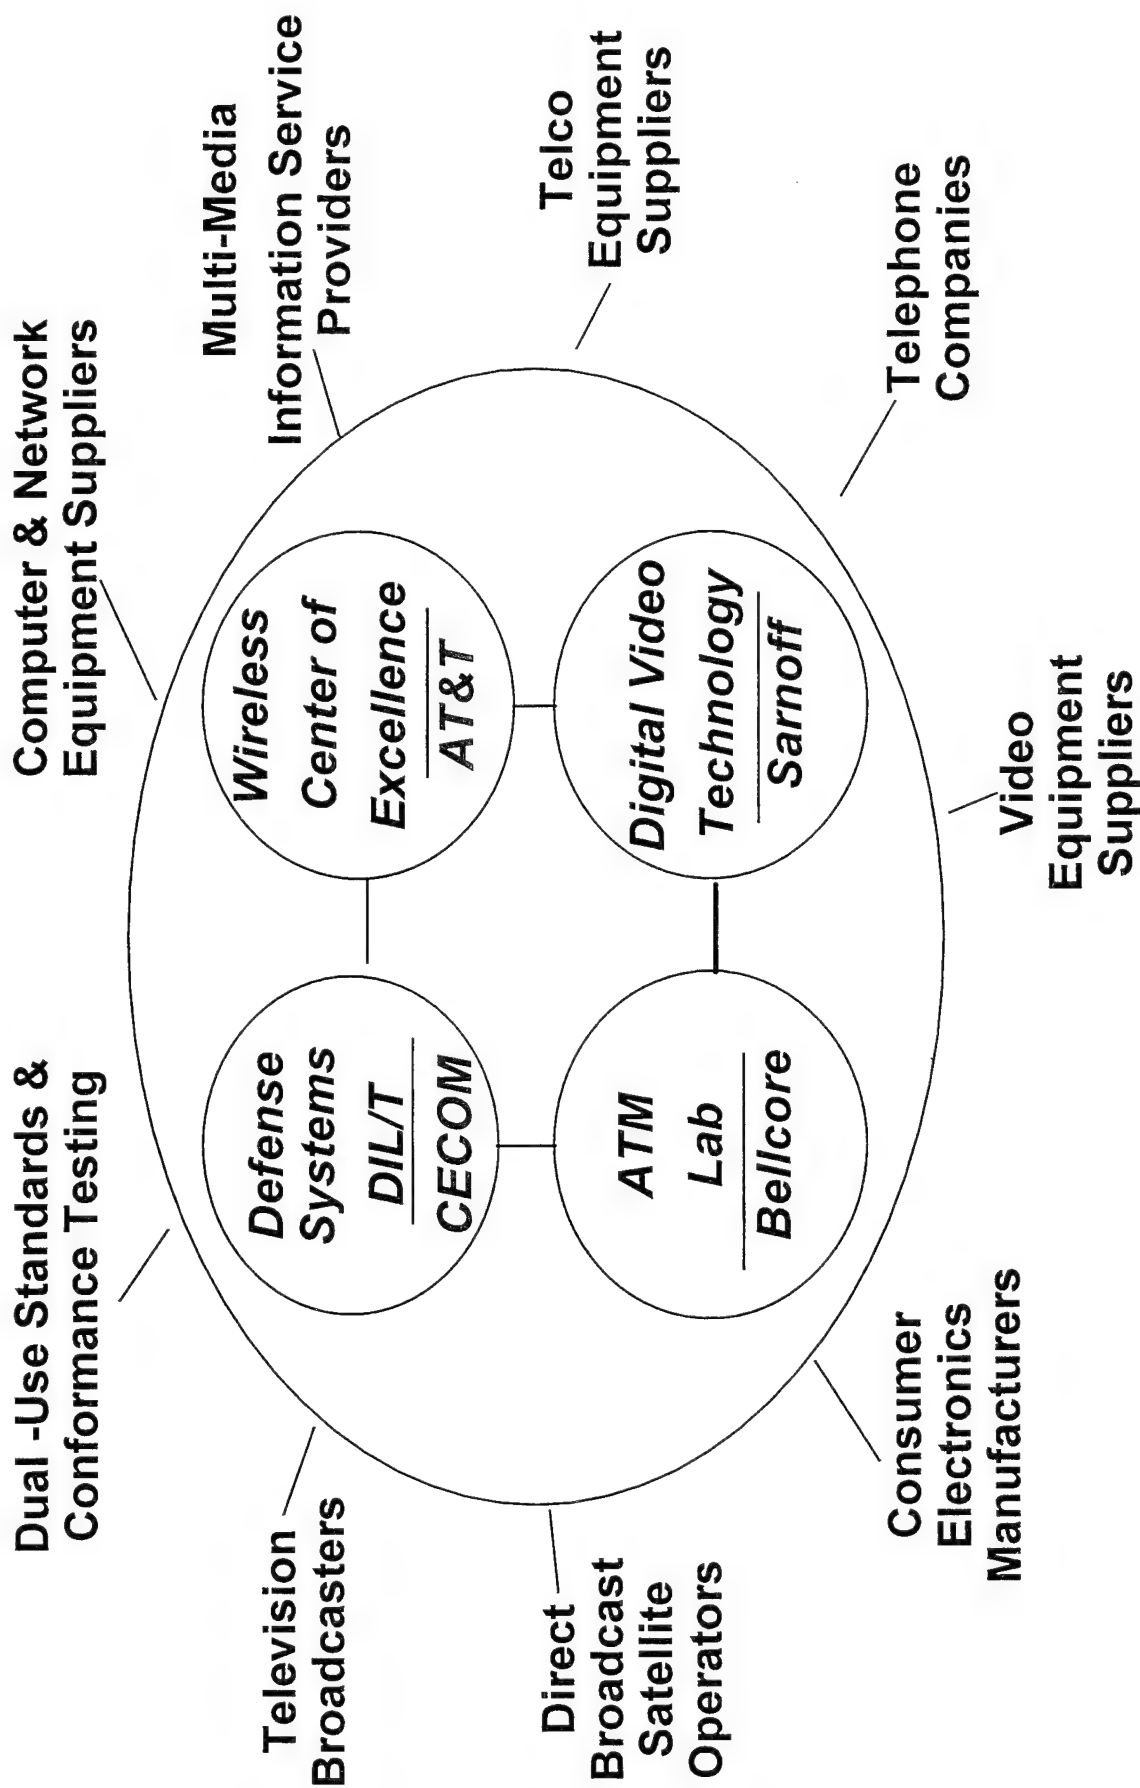 Dual -Use Standards &
Conformance Testing
Computer & Network
Equipment Suppliers
Television
Broadcasters
Multi-Media
Information Service
Providers
Defense
Systems
DIL/T
CECOM
Wireless
Center of
Excellence
AT&T
Direct
Broadcast
Satellite
Operators
Telco
Equipment
Suppliers
ATM
Lab
Bellcore
Digital Video
Technology
Sarnoff
Consumer
Electronics
Manufacturers
Video
Equipment
Suppliers
Telephone
Companies